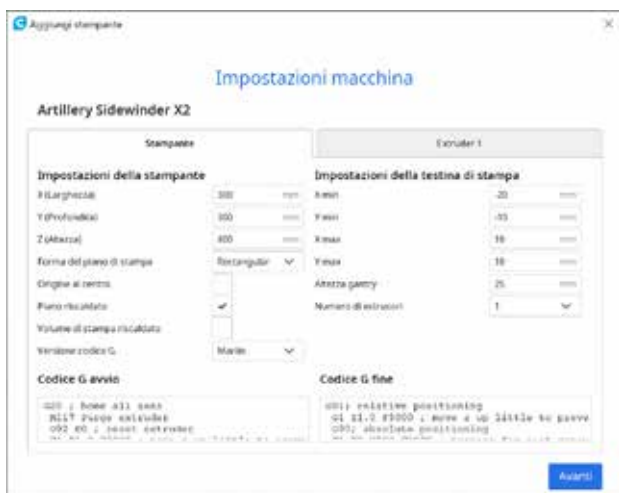 Aggiungi stampante
Impostazioni macchina
Artillery Sidewinder X2
Stampante
Extruder 1
Impostazioni della stampante
X (Larghezza) 300 mm
Y (Profondità) 300 mm
Z (Altezza) 400 mm
Forma del piano di stampa Rectangular
Origine al centro
Piano riscaldato
Volume di stampa riscaldato
Versione codice G Marlin
Impostazioni della testina di stampa
X min -20 mm
Y min -10 mm
X max 10 mm
Y max 10 mm
Altezza gantry 25 mm
Numero di estrusori 1
Codice G avvio
G28 ; home all axes
M117 Purge extruder
G92 E0 ; reset extruder
Codice G fine
G91; relative positioning
G1 Z1.0 F3000 ; move z up little to preve
G90; absolute positioning
Avanti